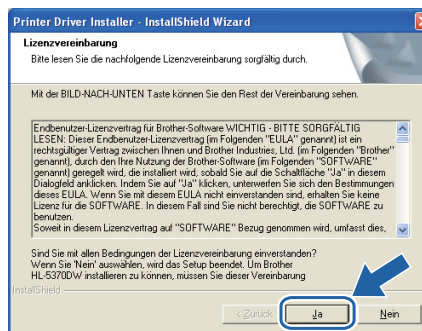 Printer Driver Installer - InstallShield Wizard
Lizenzvereinbarung
Bitte lesen Sie die nachfolgende Lizenzvereinbarung sorgfältig durch.
Mit der BILD-NACH-UNTEN Taste können Sie den Rest der Vereinbarung sehen.
Endbenutzer-Lizenzvertrag für Brother-Software WICHTIG - BITTE SORGFÄLTIG
LESEN: Dieser Endbenutzer-Lizenzvertrag (im Folgenden "EULA" genannt) ist ein
rechtsgültiger Vertrag zwischen Ihnen und Brother Industries, Ltd. (im Folgenden "Brother"
genannt), durch den Ihre Nutzung der Brother-Software (im Folgenden "SOFTWARE"
genannt) geregelt wird, die installiert wird, sobald Sie auf die Schaltfläche "Ja" in diesem
Dialogfeld anklicken. Indem Sie auf "Ja" klicken, unterwerfen Sie sich den Bestimmungen
dieses EULA. Wenn Sie mit diesem EULA nicht einverstanden sind, erhalten Sie keine
Lizenz für die SOFTWARE. In diesem Fall sind Sie nicht berechtigt, die SOFTWARE zu
benutzen.
Soweit in diesem Lizenzvertrag auf "SOFTWARE" Bezug genommen wird, umfasst dies,
Sind Sie mit allen Bedingungen der Lizenzvereinbarung einverstanden?
Wenn Sie 'Nein' auswählen, wird das Setup beendet. Um Brother
HL-5370DW installieren zu können, müssen Sie dieser Vereinbarung
InstallShield
< Zurück Ja Nein